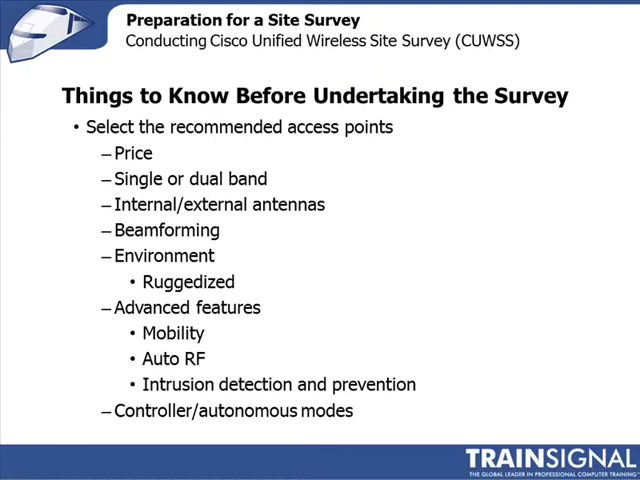 Preparation for a Site Survey
Conducting Cisco Unified Wireless Site Survey (CUWSS)
Things to Know Before Undertaking the Survey
• Select the recommended access points
– Price
– Single or dual band
– Internal/external antennas
– Beamforming
– Environment
• Ruggedized
– Advanced features
• Mobility
• Auto RF
• Intrusion detection and prevention
– Controller/autonomous modes
TRAINSIGNAL
THE GLOBAL LEADER IN PROFESSIONAL COMPUTER TRAINING